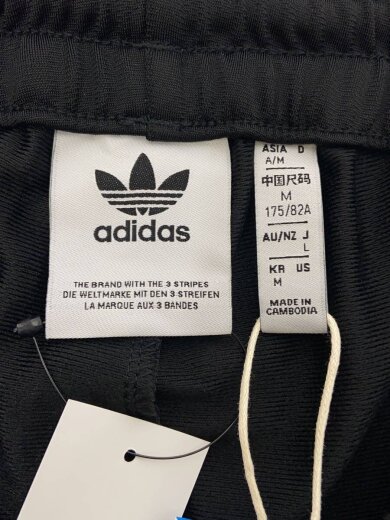 adidas
THE BRAND WITH THE 3 STRIPES
DIE WELTMARKE MIT DEN 3 STREIFEN
LA MARQUE AUX 3 BANDES
ASIA D
A/M
中国尺码
M
175/82A
AU/NZ J
L
KR US
M
MADE IN
CAMBODIA